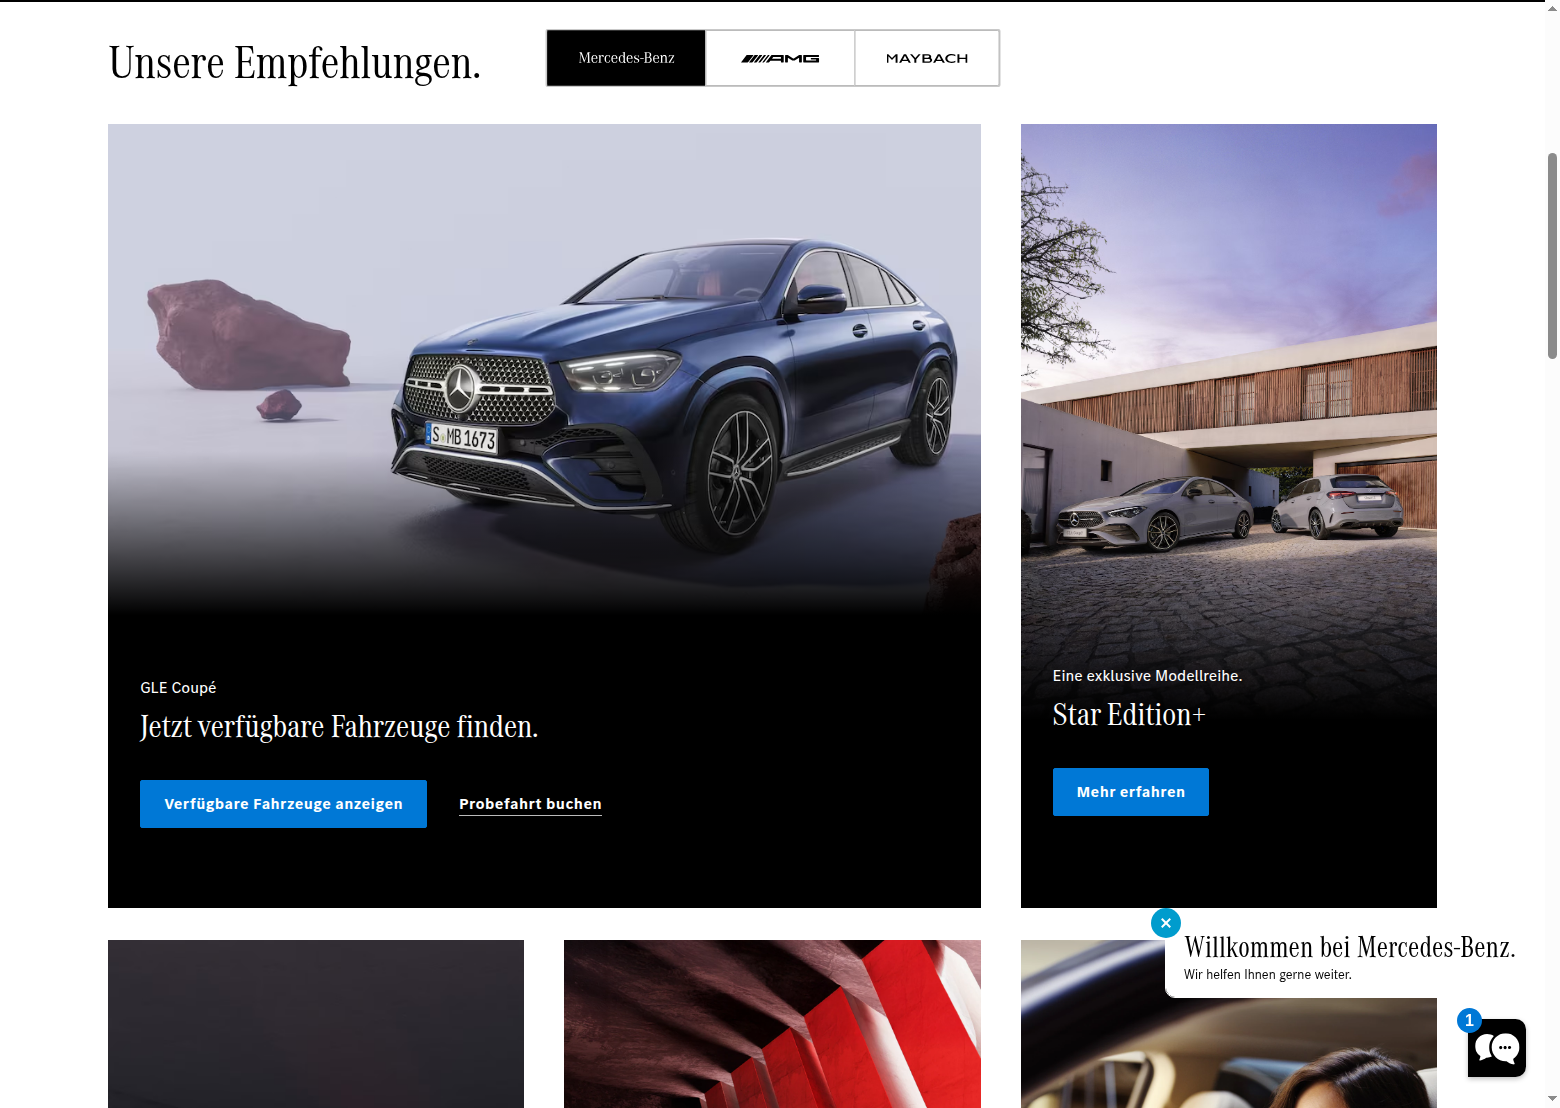 Unsere Empfehlungen.
Mercedes-Benz
AMG
MAYBACH
S MB 1673
GLE Coupé
Jetzt verfügbare Fahrzeuge finden.
Verfügbare Fahrzeuge anzeigen
Probefahrt buchen
Eine exklusive Modellreihe.
Star Edition+
Mehr erfahren
Willkommen bei Mercedes-Benz.
Wir helfen Ihnen gerne weiter.
1